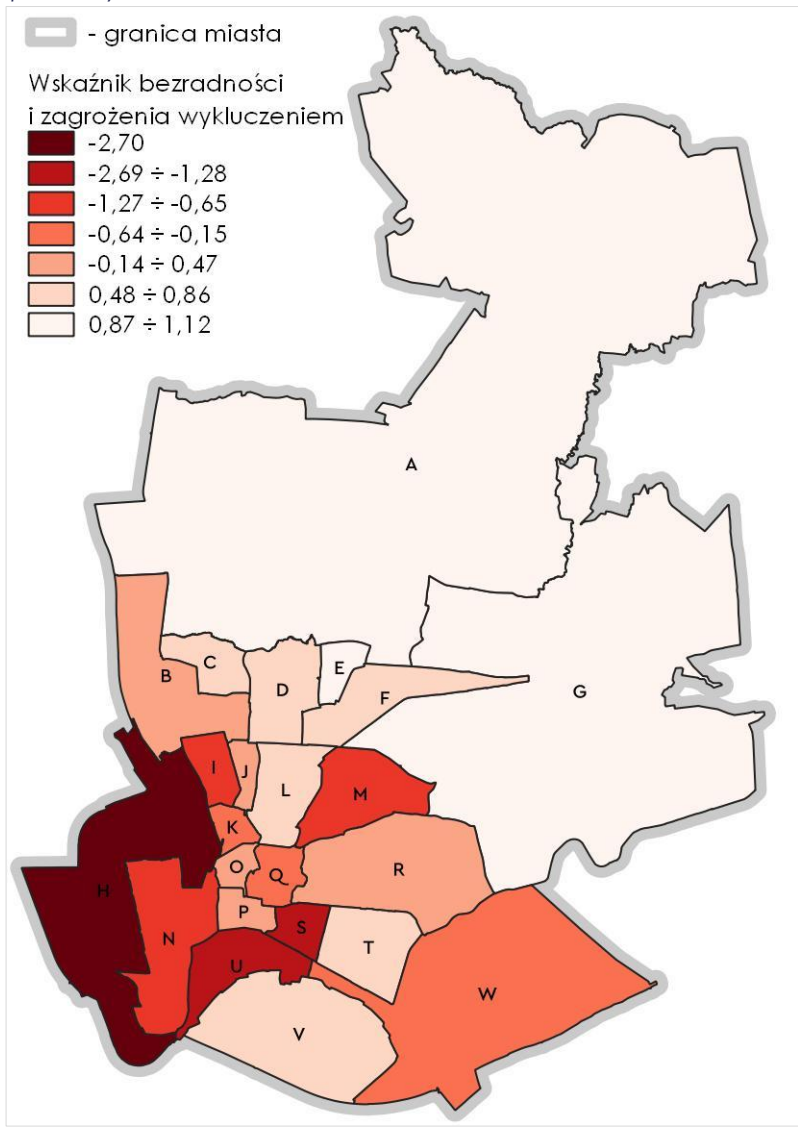 - granica miasta
Wskaźnik bezradności
i zagrożenia wykluczeniem
-2,70
-2,69 ÷ -1,28
-1,27 ÷ -0,65
-0,64 ÷ -0,15
-0,14 ÷ 0,47
0,48 ÷ 0,86
0,87 ÷ 1,12
A
B
C
D
E
F
G
I
J
L
M
K
H
O
Q
R
P
N
S
T
U
W
V